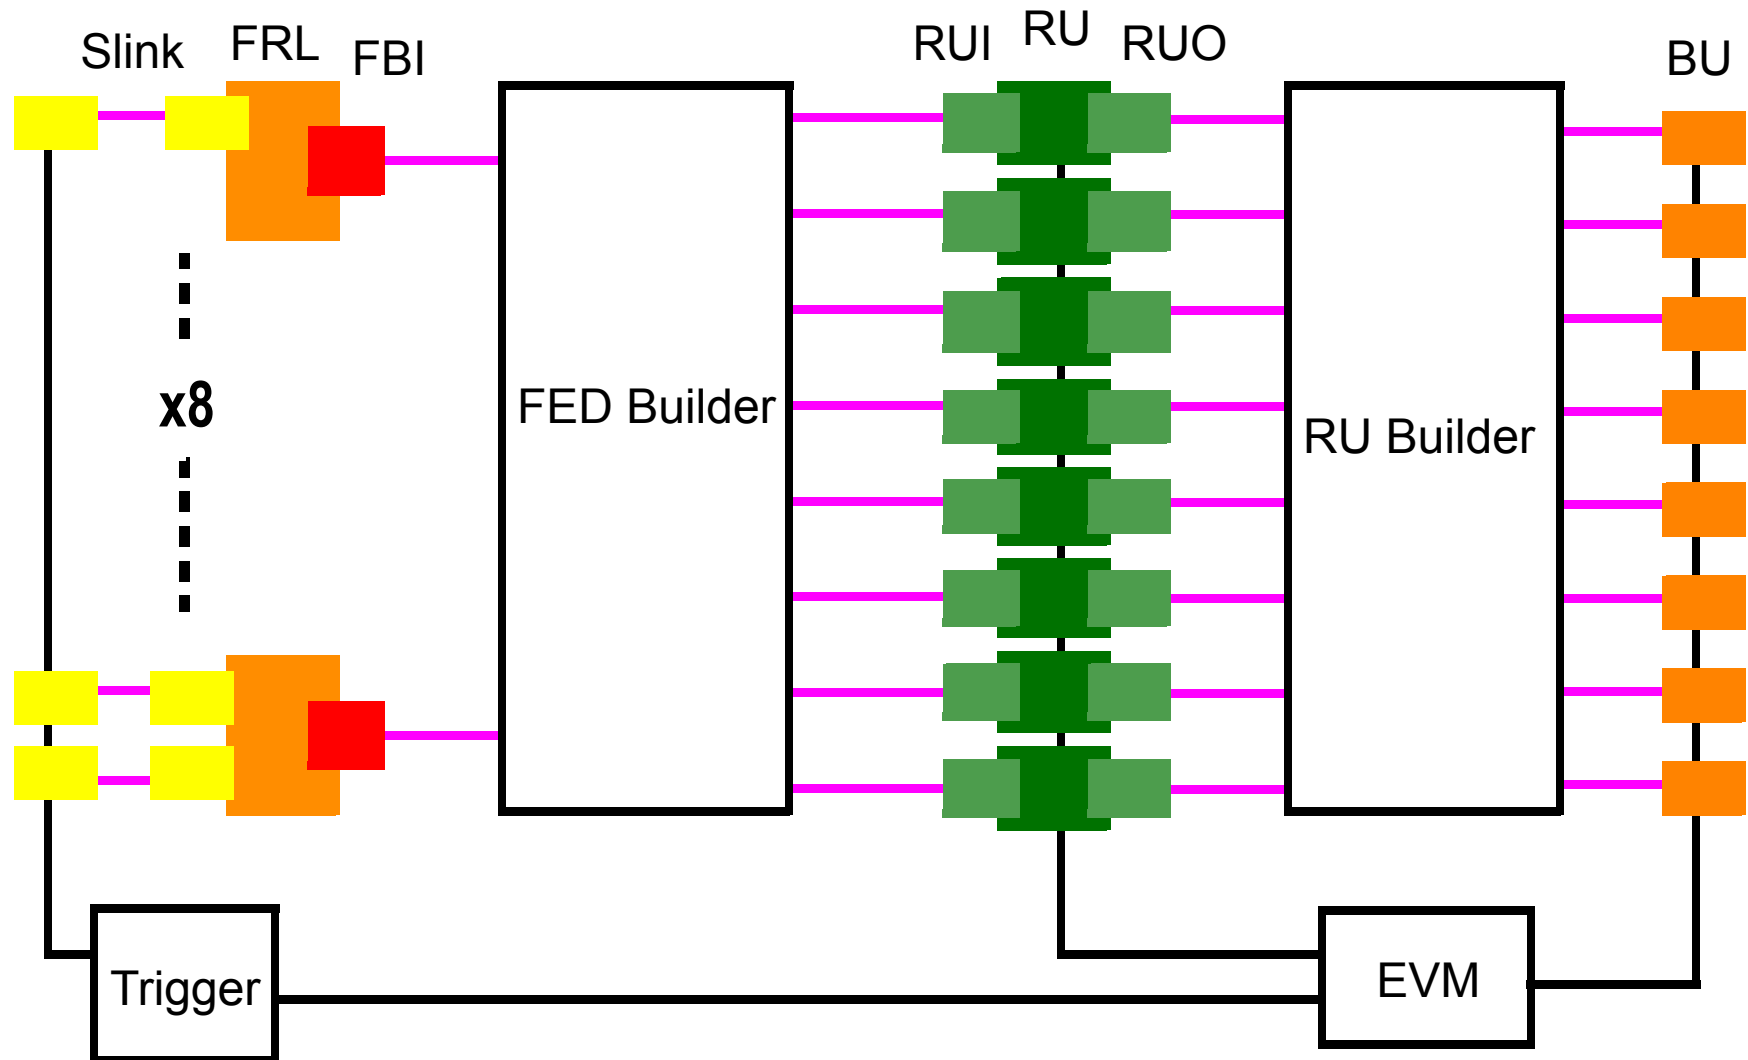 Slink
FRL
FBI
RUI
RU
RUO
BU
x8
FED Builder
RU Builder
Trigger
EVM